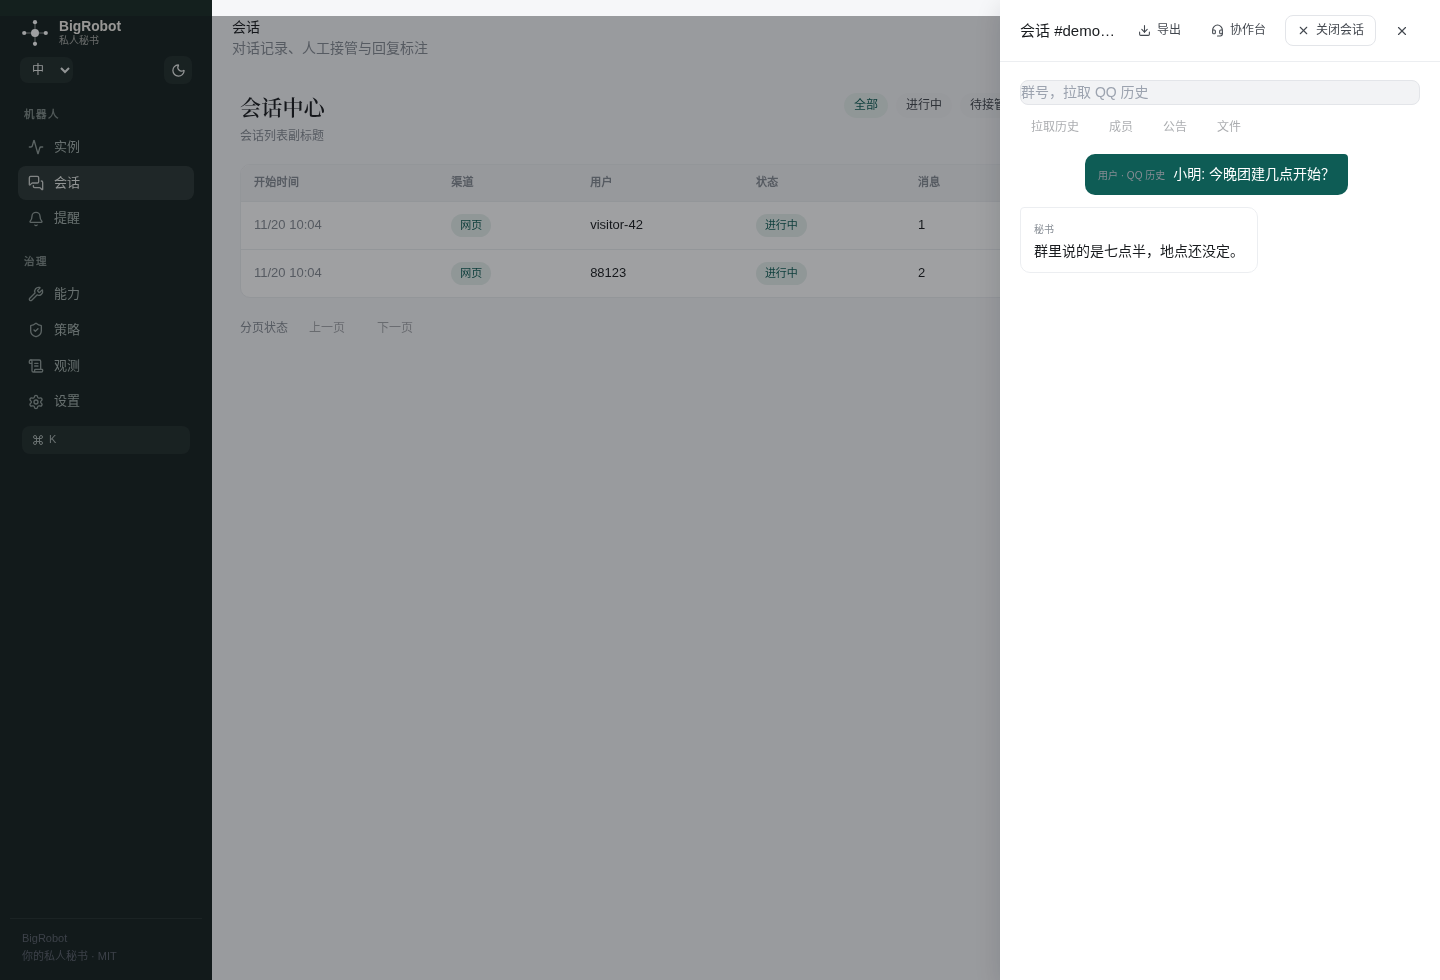 BigRobot
私人秘书
中
机器人
实例
会话
提醒
治理
能力
策略
观测
设置
⌘ K
BigRobot
你的私人秘书 · MIT
会话
对话记录、人工接管与回复标注
会话中心
会话列表副标题
全部 进行中 待接管
开始时间 渠道 用户 状态 消息
11/20 10:04 网页 visitor-42 进行中 1
11/20 10:04 网页 88123 进行中 2
分页状态 上一页 下一页
会话 #demo… 导出 协作台 关闭会话
群号，拉取 QQ 历史
拉取历史 成员 公告 文件
用户 · QQ 历史 小明: 今晚团建几点开始？
秘书
群里说的是七点半，地点还没定。